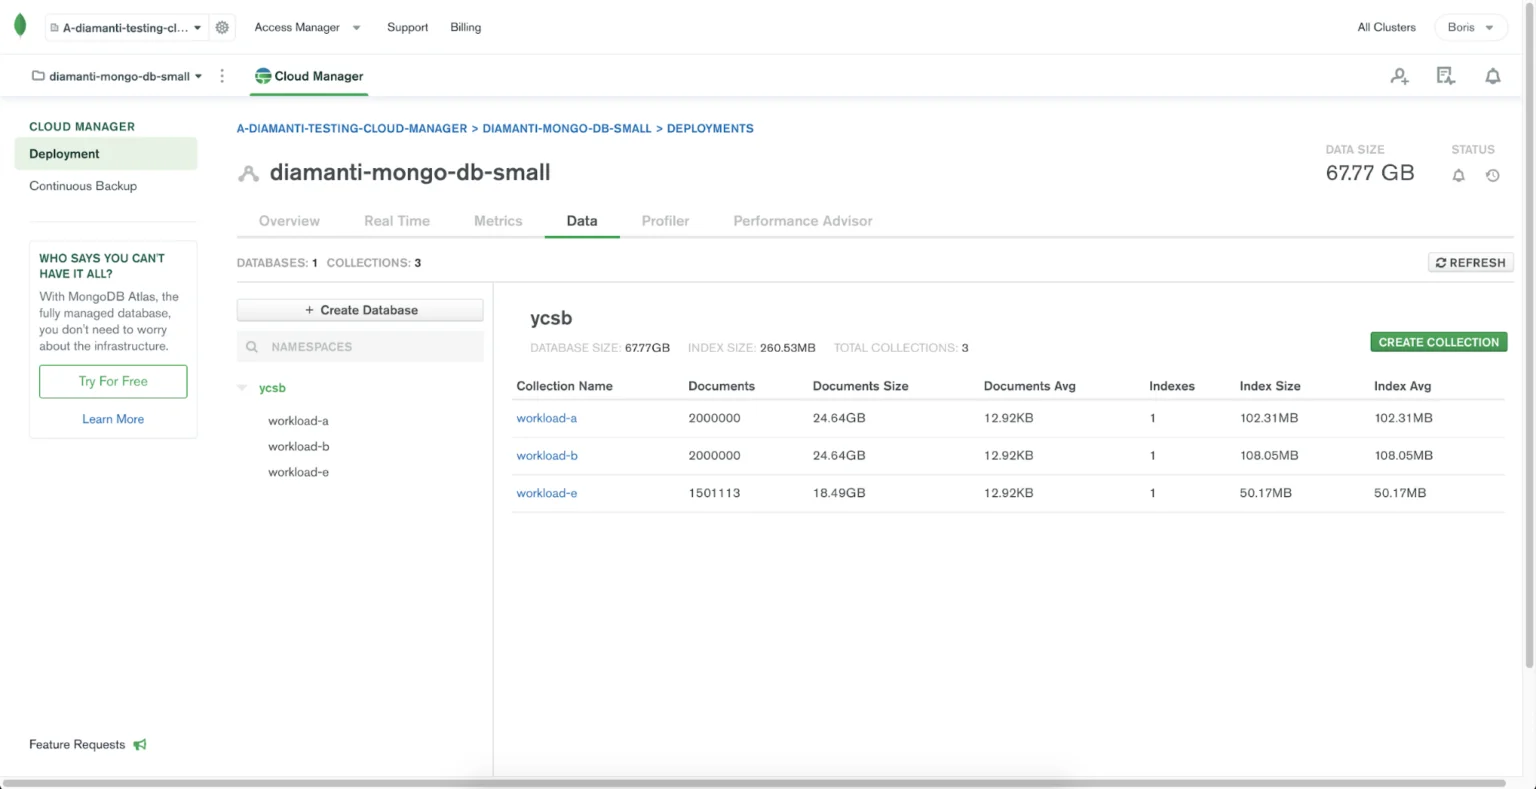 A-diamanti-testing-cl... Access Manager Support Billing All Clusters Boris
diamanti-mongo-db-small Cloud Manager
CLOUD MANAGER
Deployment
Continuous Backup
WHO SAYS YOU CAN'T
HAVE IT ALL?
With MongoDB Atlas, the
fully managed database,
you don't need to worry
about the infrastructure.
Try For Free
Learn More
Feature Requests
A-DIAMANTI-TESTING-CLOUD-MANAGER > DIAMANTI-MONGO-DB-SMALL > DEPLOYMENTS
diamanti-mongo-db-small
DATA SIZE STATUS
67.77 GB
Overview Real Time Metrics Data Profiler Performance Advisor
DATABASES: 1 COLLECTIONS: 3 REFRESH
+ Create Database
NAMESPACES
ycsb
workload-a
workload-b
workload-e
ycsb
DATABASE SIZE: 67.77GB INDEX SIZE: 260.53MB TOTAL COLLECTIONS: 3
CREATE COLLECTION
Collection Name Documents Documents Size Documents Avg Indexes Index Size Index Avg
workload-a 2000000 24.64GB 12.92KB 1 102.31MB 102.31MB
workload-b 2000000 24.64GB 12.92KB 1 108.05MB 108.05MB
workload-e 1501113 18.49GB 12.92KB 1 50.17MB 50.17MB